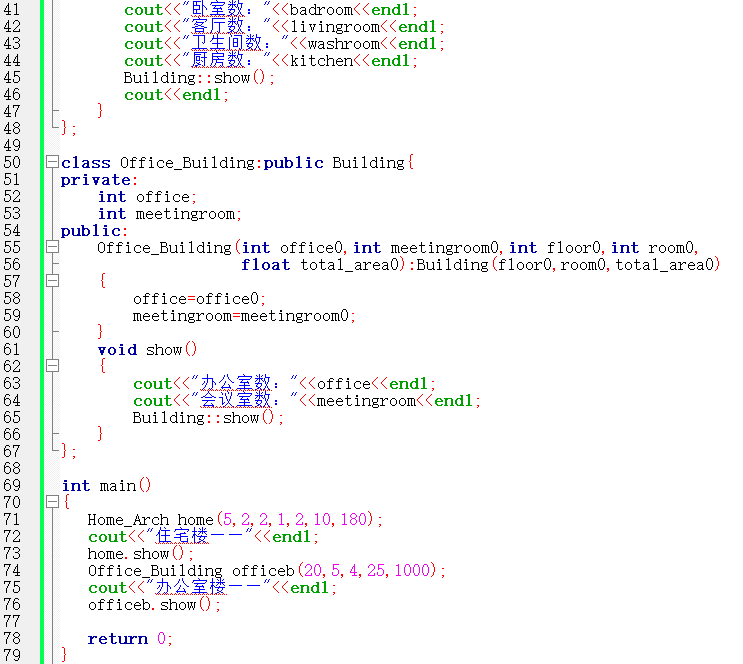 41 cout<<"卧室数："<<badroom<<endl;
42 cout<<"客厅数："<<livingroom<<endl;
43 cout<<"卫生间数："<<washroom<<endl;
44 cout<<"厨房数："<<kitchen<<endl;
45 Building::show();
46 cout<<endl;
47 }
48 };
49
50 class Office_Building:public Building{
51 private:
52 int office;
53 int meetingroom;
54 public:
55 Office_Building(int office0,int meetingroom0,int floor0,int room0,
56 float total_area0):Building(floor0,room0,total_area0)
57 {
58 office=office0;
59 meetingroom=meetingroom0;
60 }
61 void show()
62 {
63 cout<<"办公室数："<<office<<endl;
64 cout<<"会议室数："<<meetingroom<<endl;
65 Building::show();
66 }
67 };
68
69 int main()
70 {
71 Home_Arch home(5,2,2,1,2,10,180);
72 cout<<"住宅楼——"<<endl;
73 home.show();
74 Office_Building officeb(20,5,4,25,1000);
75 cout<<"办公室楼——"<<endl;
76 officeb.show();
77
78 return 0;
79 }